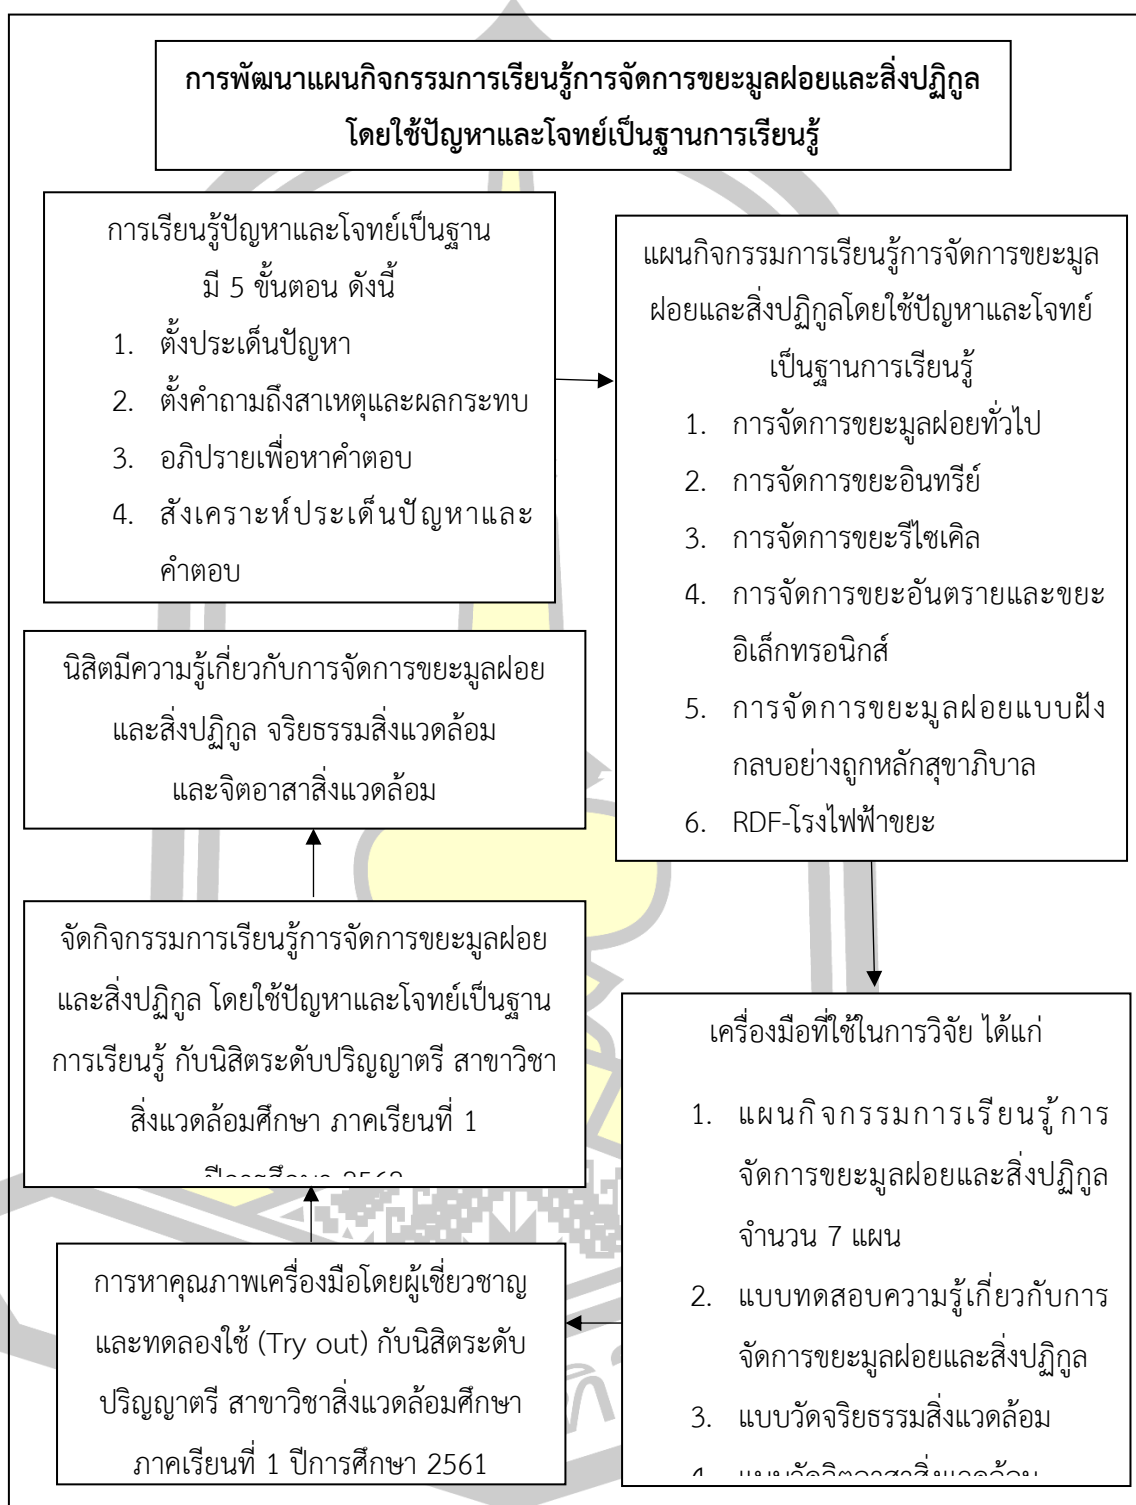 การพัฒนาแผนกิจกรรมการเรียนรู้การจัดการขยะมูลฝอยและสิ่งปฏิกูล
โดยใช้ปัญหาและโจทย์เป็นฐานการเรียนรู้
การเรียนรู้ปัญหาและโจทย์เป็นฐาน
มี 5 ขั้นตอน ดังนี้
1. ตั้งประเด็นปัญหา
2. ตั้งคำถามถึงสาเหตุและผลกระทบ
3. อภิปรายเพื่อหาคำตอบ
4. สังเคราะห์ประเด็นปัญหาและ
คำตอบ
แผนกิจกรรมการเรียนรู้การจัดการขยะมูล
ฝอยและสิ่งปฏิกูลโดยใช้ปัญหาและโจทย์
เป็นฐานการเรียนรู้
1. การจัดการขยะมูลฝอยทั่วไป
2. การจัดการขยะอินทรีย์
3. การจัดการขยะรีไซเคิล
4. การจัดการขยะอันตรายและขยะ
อิเล็กทรอนิกส์
5. การจัดการขยะมูลฝอยแบบฝัง
กลบอย่างถูกหลักสุขาภิบาล
6. RDF-โรงไฟฟ้าขยะ
นิสิตมีความรู้เกี่ยวกับการจัดการขยะมูลฝอย
และสิ่งปฏิกูล จริยธรรมสิ่งแวดล้อม
และจิตอาสาสิ่งแวดล้อม
จัดกิจกรรมการเรียนรู้การจัดการขยะมูลฝอย
และสิ่งปฏิกูล โดยใช้ปัญหาและโจทย์เป็นฐาน
การเรียนรู้ กับนิสิตระดับปริญญาตรี สาขาวิชา
สิ่งแวดล้อมศึกษา ภาคเรียนที่ 1
ปีการศึกษา
เครื่องมือที่ใช้ในการวิจัย ได้แก่
1. แผนกิจกรรมการเรียนรู้การ
จัดการขยะมูลฝอยและสิ่งปฏิกูล
จำนวน 7 แผน
2. แบบทดสอบความรู้เกี่ยวกับการ
จัดการขยะมูลฝอยและสิ่งปฏิกูล
3. แบบวัดจริยธรรมสิ่งแวดล้อม
4. แบบวัดจิตอาสาสิ่งแวดล้อม
การหาคุณภาพเครื่องมือโดยผู้เชี่ยวชาญ
และทดลองใช้ (Try out) กับนิสิตระดับ
ปริญญาตรี สาขาวิชาสิ่งแวดล้อมศึกษา
ภาคเรียนที่ 1 ปีการศึกษา 2561